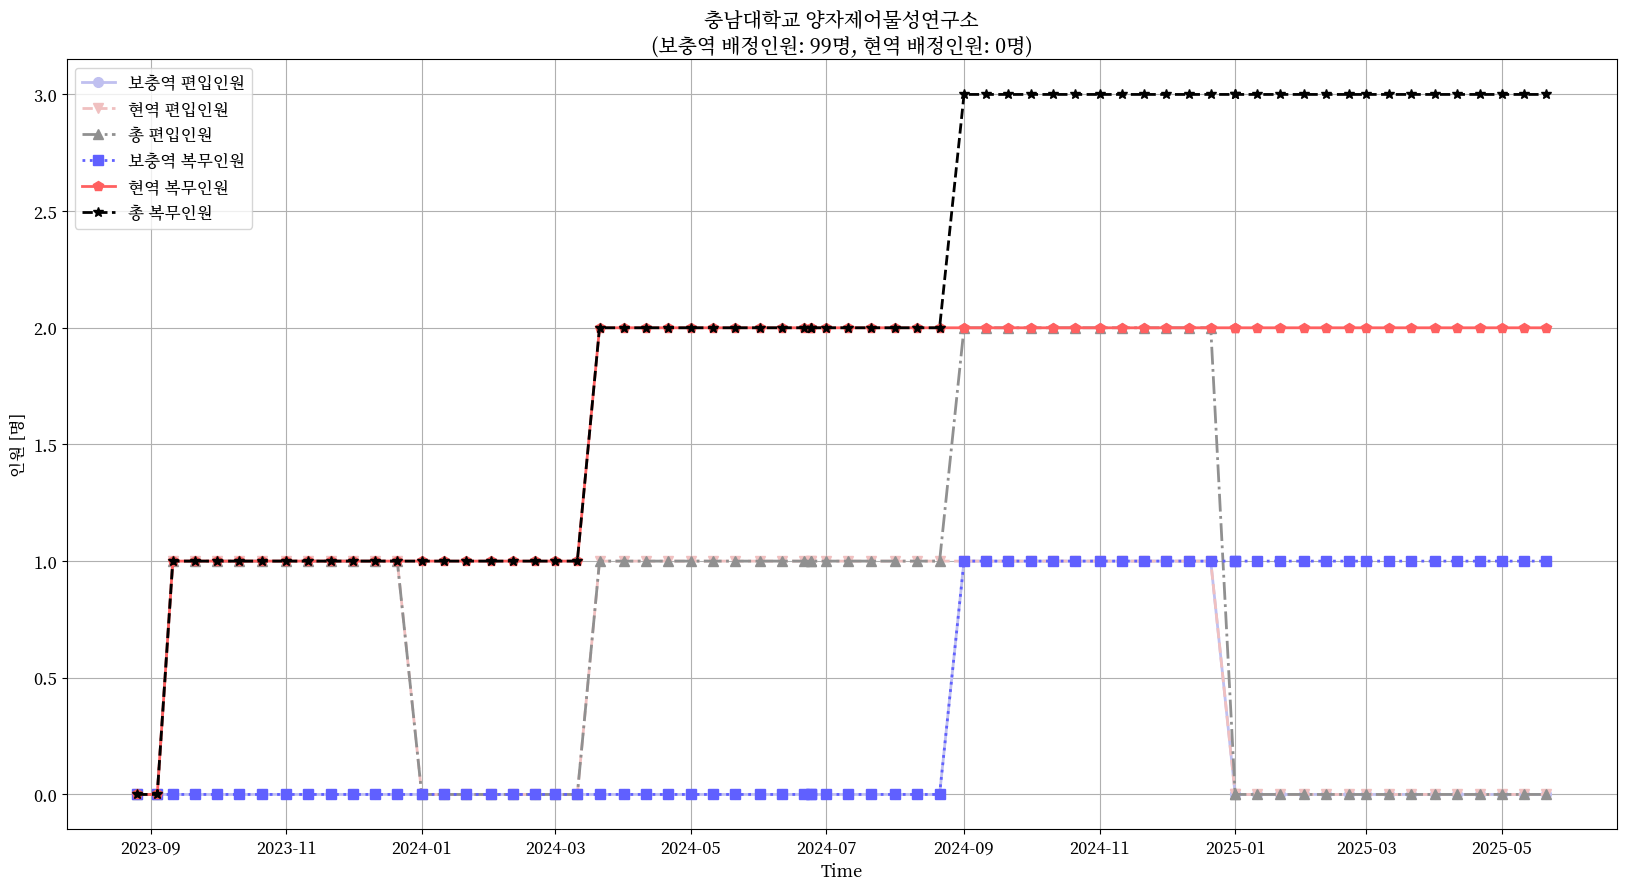 충남대학교 양자제어물성연구소
(보충역 배정인원: 99명, 현역 배정인원: 0명)
보충역 편입인원
현역 편입인원
총 편입인원
보충역 복무인원
현역 복무인원
총 복무인원
3.0
2.5
2.0
1.5
1.0
0.5
0.0
인원 [명]
2023-09
2023-11
2024-01
2024-03
2024-05
2024-07
2024-09
2024-11
2025-01
2025-03
2025-05
Time